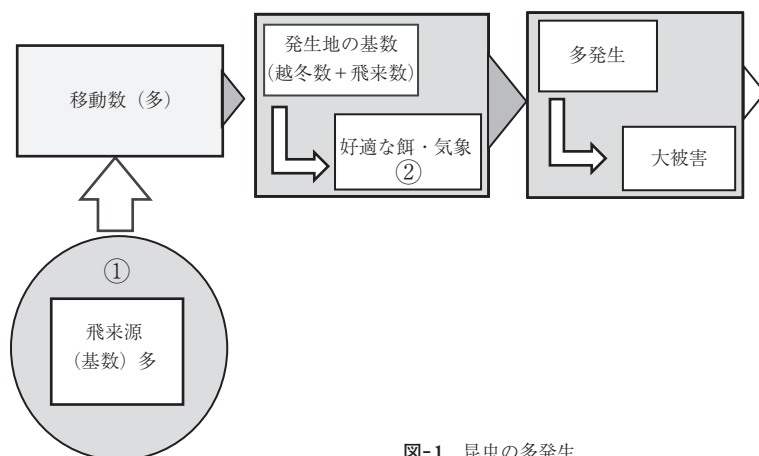 移動数(多)
発生地の基数
(越冬数+飛来数)
好適な餌・気象
②
多発生
大被害
①
飛来源
(基数)多
図-1 昆虫の多発生